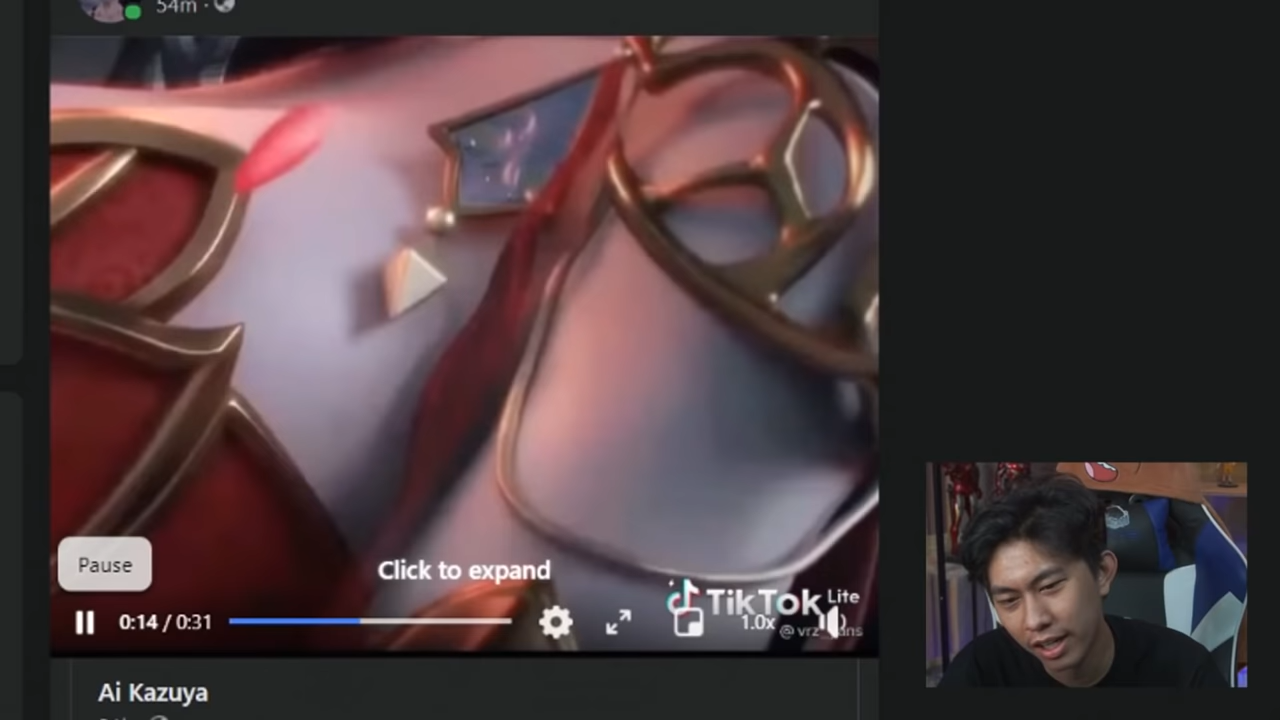 54m ·
Click to expand
Pause
0:14 / 0:31
TikTok Lite
1.0x
Ai Kazuya